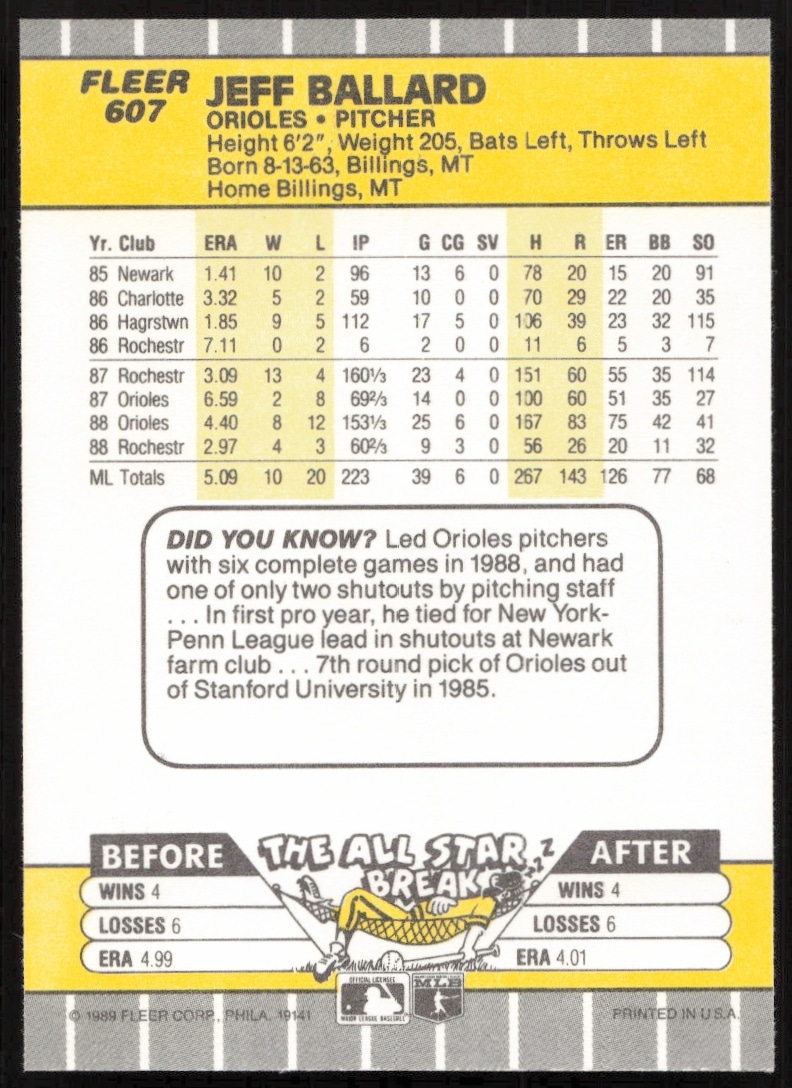 FLEER
607
JEFF BALLARD
ORIOLES • PITCHER
Height 6'2", Weight 205, Bats Left, Throws Left
Born 8-13-63, Billings, MT
Home Billings, MT
Yr. Club ERA W L IP G CG SV H R ER BB SO
85 Newark 1.41 10 2 96 13 6 0 78 20 15 20 91
86 Charlotte 3.32 5 2 59 10 0 0 70 29 22 20 35
86 Hagrstwn 1.85 9 5 112 17 5 0 106 39 23 32 115
86 Rochestr 7.11 0 2 6 2 0 0 11 6 5 3 7
87 Rochestr 3.09 13 4 160⅓ 23 4 0 151 60 55 35 114
87 Orioles 6.59 2 8 69⅔ 14 0 0 100 60 51 35 27
88 Orioles 4.40 8 12 153⅓ 25 6 0 167 83 75 42 41
88 Rochestr 2.97 4 3 60⅔ 9 3 0 56 26 20 11 32
ML Totals 5.09 10 20 223 39 6 0 267 143 126 77 68
DID YOU KNOW? Led Orioles pitchers
with six complete games in 1988, and had
one of only two shutouts by pitching staff
. . . In first pro year, he tied for New York-
Penn League lead in shutouts at Newark
farm club . . . 7th round pick of Orioles out
of Stanford University in 1985.
THE ALL STAR
BREAK
ZZZ
BEFORE
WINS 4
LOSSES 6
ERA 4.99
AFTER
WINS 4
LOSSES 6
ERA 4.01
OFFICIAL LICENSEE
MAJOR LEAGUE BASEBALL
MLB
© 1989 FLEER CORP., PHILA. 19141
PRINTED IN U.S.A.